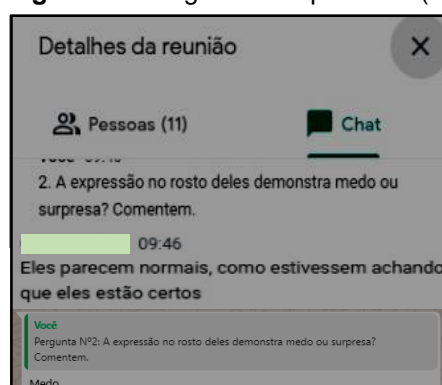 Detalhes da reunião
Pessoas (11)
Chat
2. A expressão no rosto deles demonstra medo ou
surpresa? Comentem.
09:46
Eles parecem normais, como estivessem achando
que eles estão certos
Você
Pergunta Nº2: A expressão no rosto deles demonstra medo ou surpresa?
Comentem.
Medo